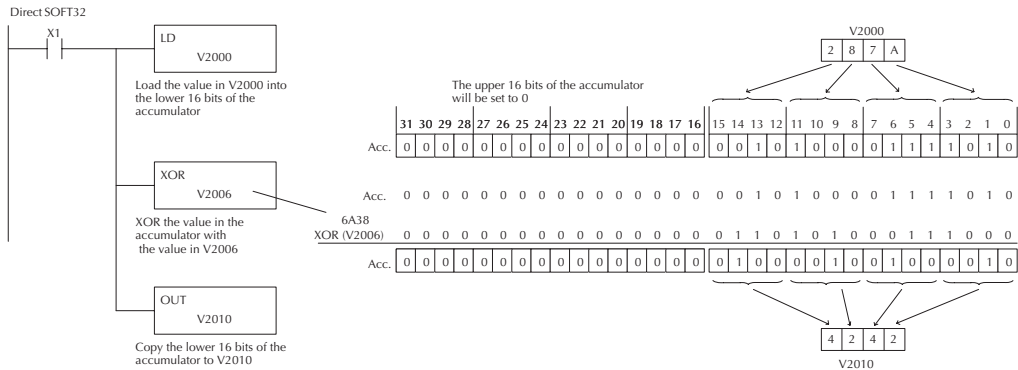 Direct SOFT32
X1
LD
V2000
Load the value in V2000 into
the lower 16 bits of the
accumulator
XOR
V2006
XOR the value in the
accumulator with
the value in V2006
OUT
V2010
Copy the lower 16 bits of the
accumulator to V2010
V2000
2 8 7 A
The upper 16 bits of the accumulator
will be set to 0
31 30 29 28 27 26 25 24 23 22 21 20 19 18 17 16 15 14 13 12 11 10 9 8 7 6 5 4 3 2 1 0
Acc. 0 0 0 0 0 0 0 0 0 0 0 0 0 0 0 0 0 0 1 0 1 0 0 0 0 1 1 1 1 0 1 0
Acc. 0 0 0 0 0 0 0 0 0 0 0 0 0 0 0 0 0 0 1 0 1 0 0 0 0 1 1 1 1 0 1 0
6A38
XOR (V2006) 0 0 0 0 0 0 0 0 0 0 0 0 0 0 0 0 0 1 1 0 1 0 1 0 0 0 1 1 1 0 0 0
Acc. 0 0 0 0 0 0 0 0 0 0 0 0 0 0 0 0 0 1 0 0 0 0 1 0 0 1 0 0 0 0 1 0
4 2 4 2
V2010